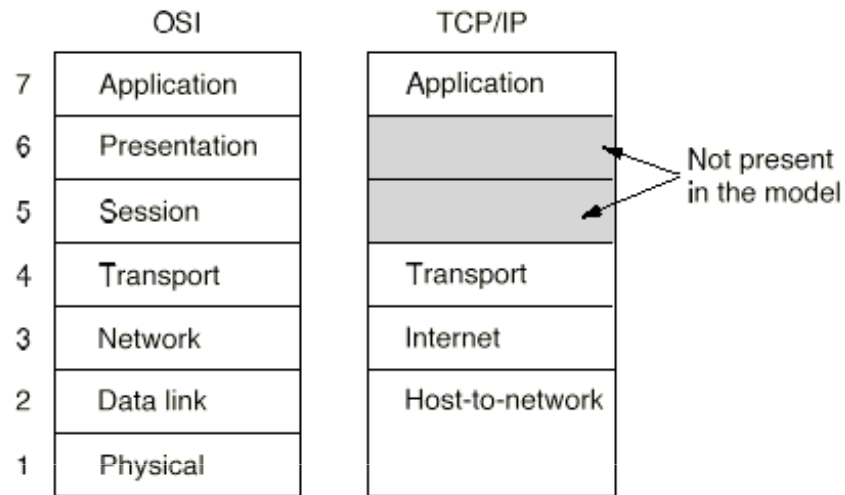 OSI TCP/IP
7 Application Application
6 Presentation
5 Session
Not present
in the model
4 Transport Transport
3 Network Internet
2 Data link Host-to-network
1 Physical